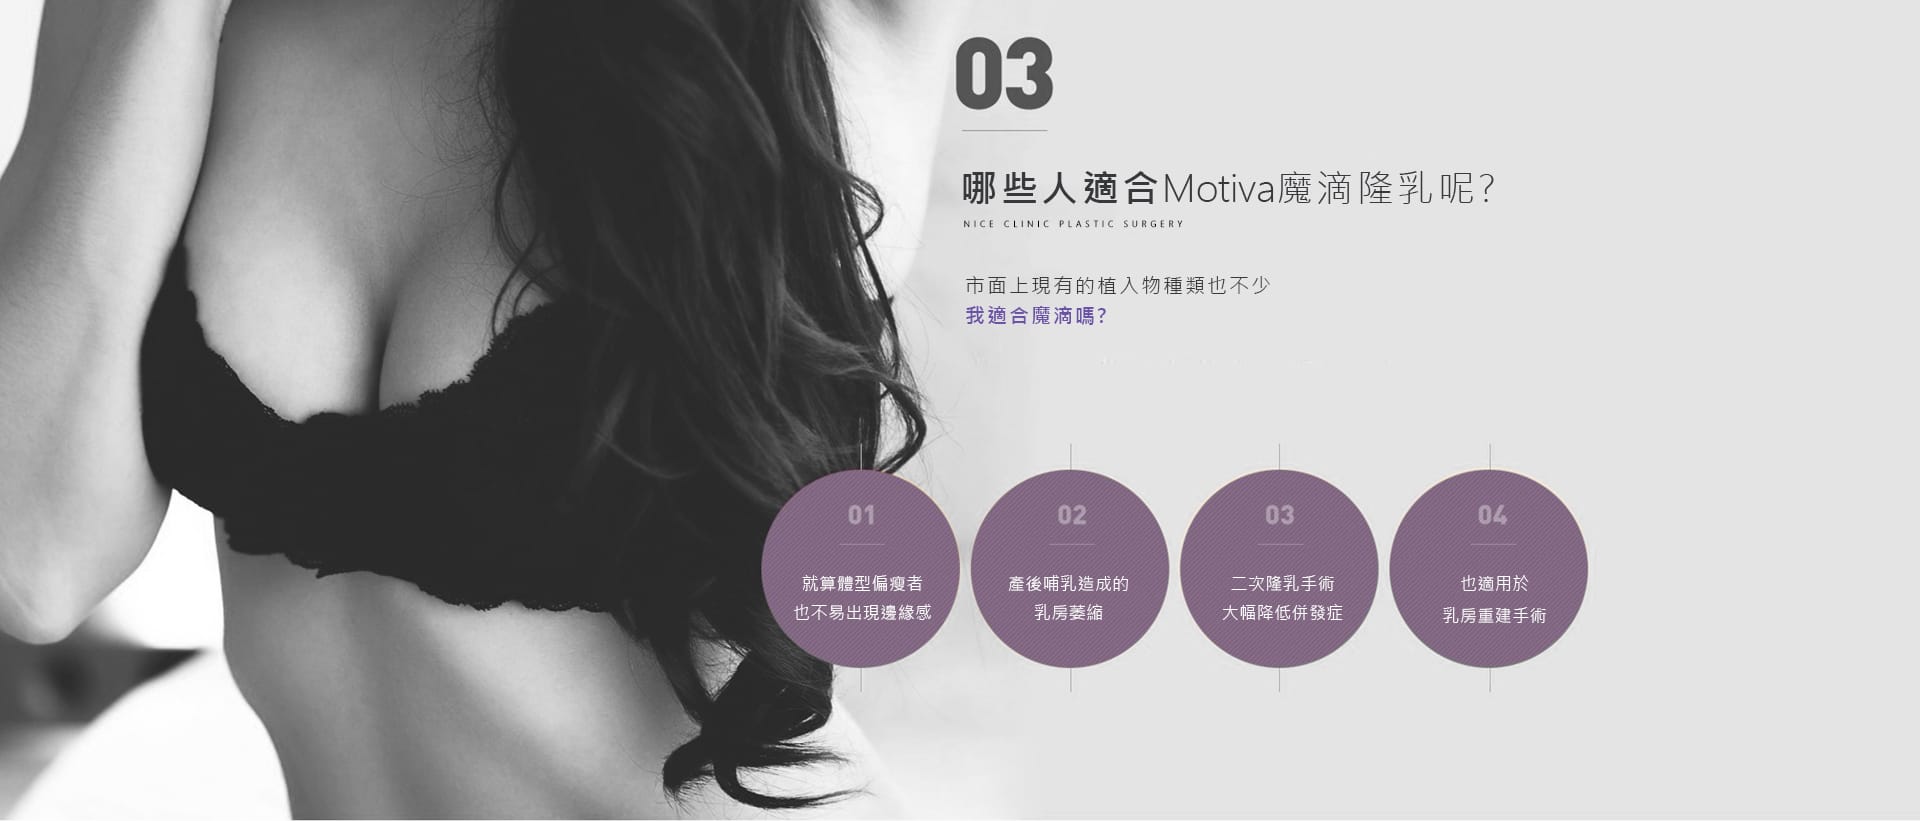 03
哪些人適合Motiva魔滴隆乳呢?
NICE CLINIC PLASTIC SURGERY
市面上現有的植入物種類也不少
我適合魔滴嗎?
01
就算體型偏瘦者
也不易出現邊緣感
02
產後哺乳造成的
乳房萎縮
03
二次隆乳手術
大幅降低併發症
04
也適用於
乳房重建手術